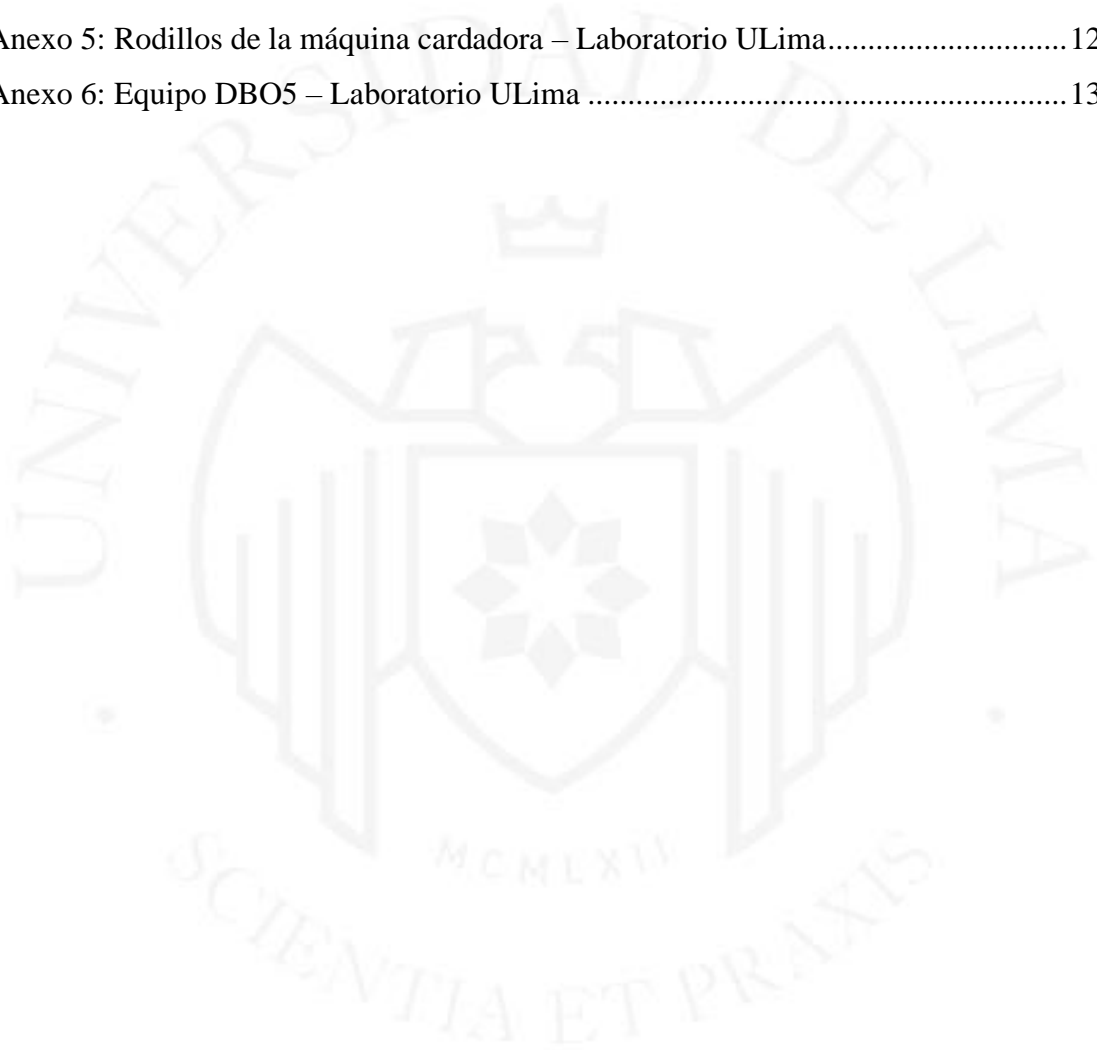 Anexo 5: Rodillos de la máquina cardadora – Laboratorio ULima.............................12
Anexo 6: Equipo DBO5 – Laboratorio ULima ...........................................................13
UNIVERSIDAD DE LIMA
MCMLXII
SCIENTIA ET PRAXIS